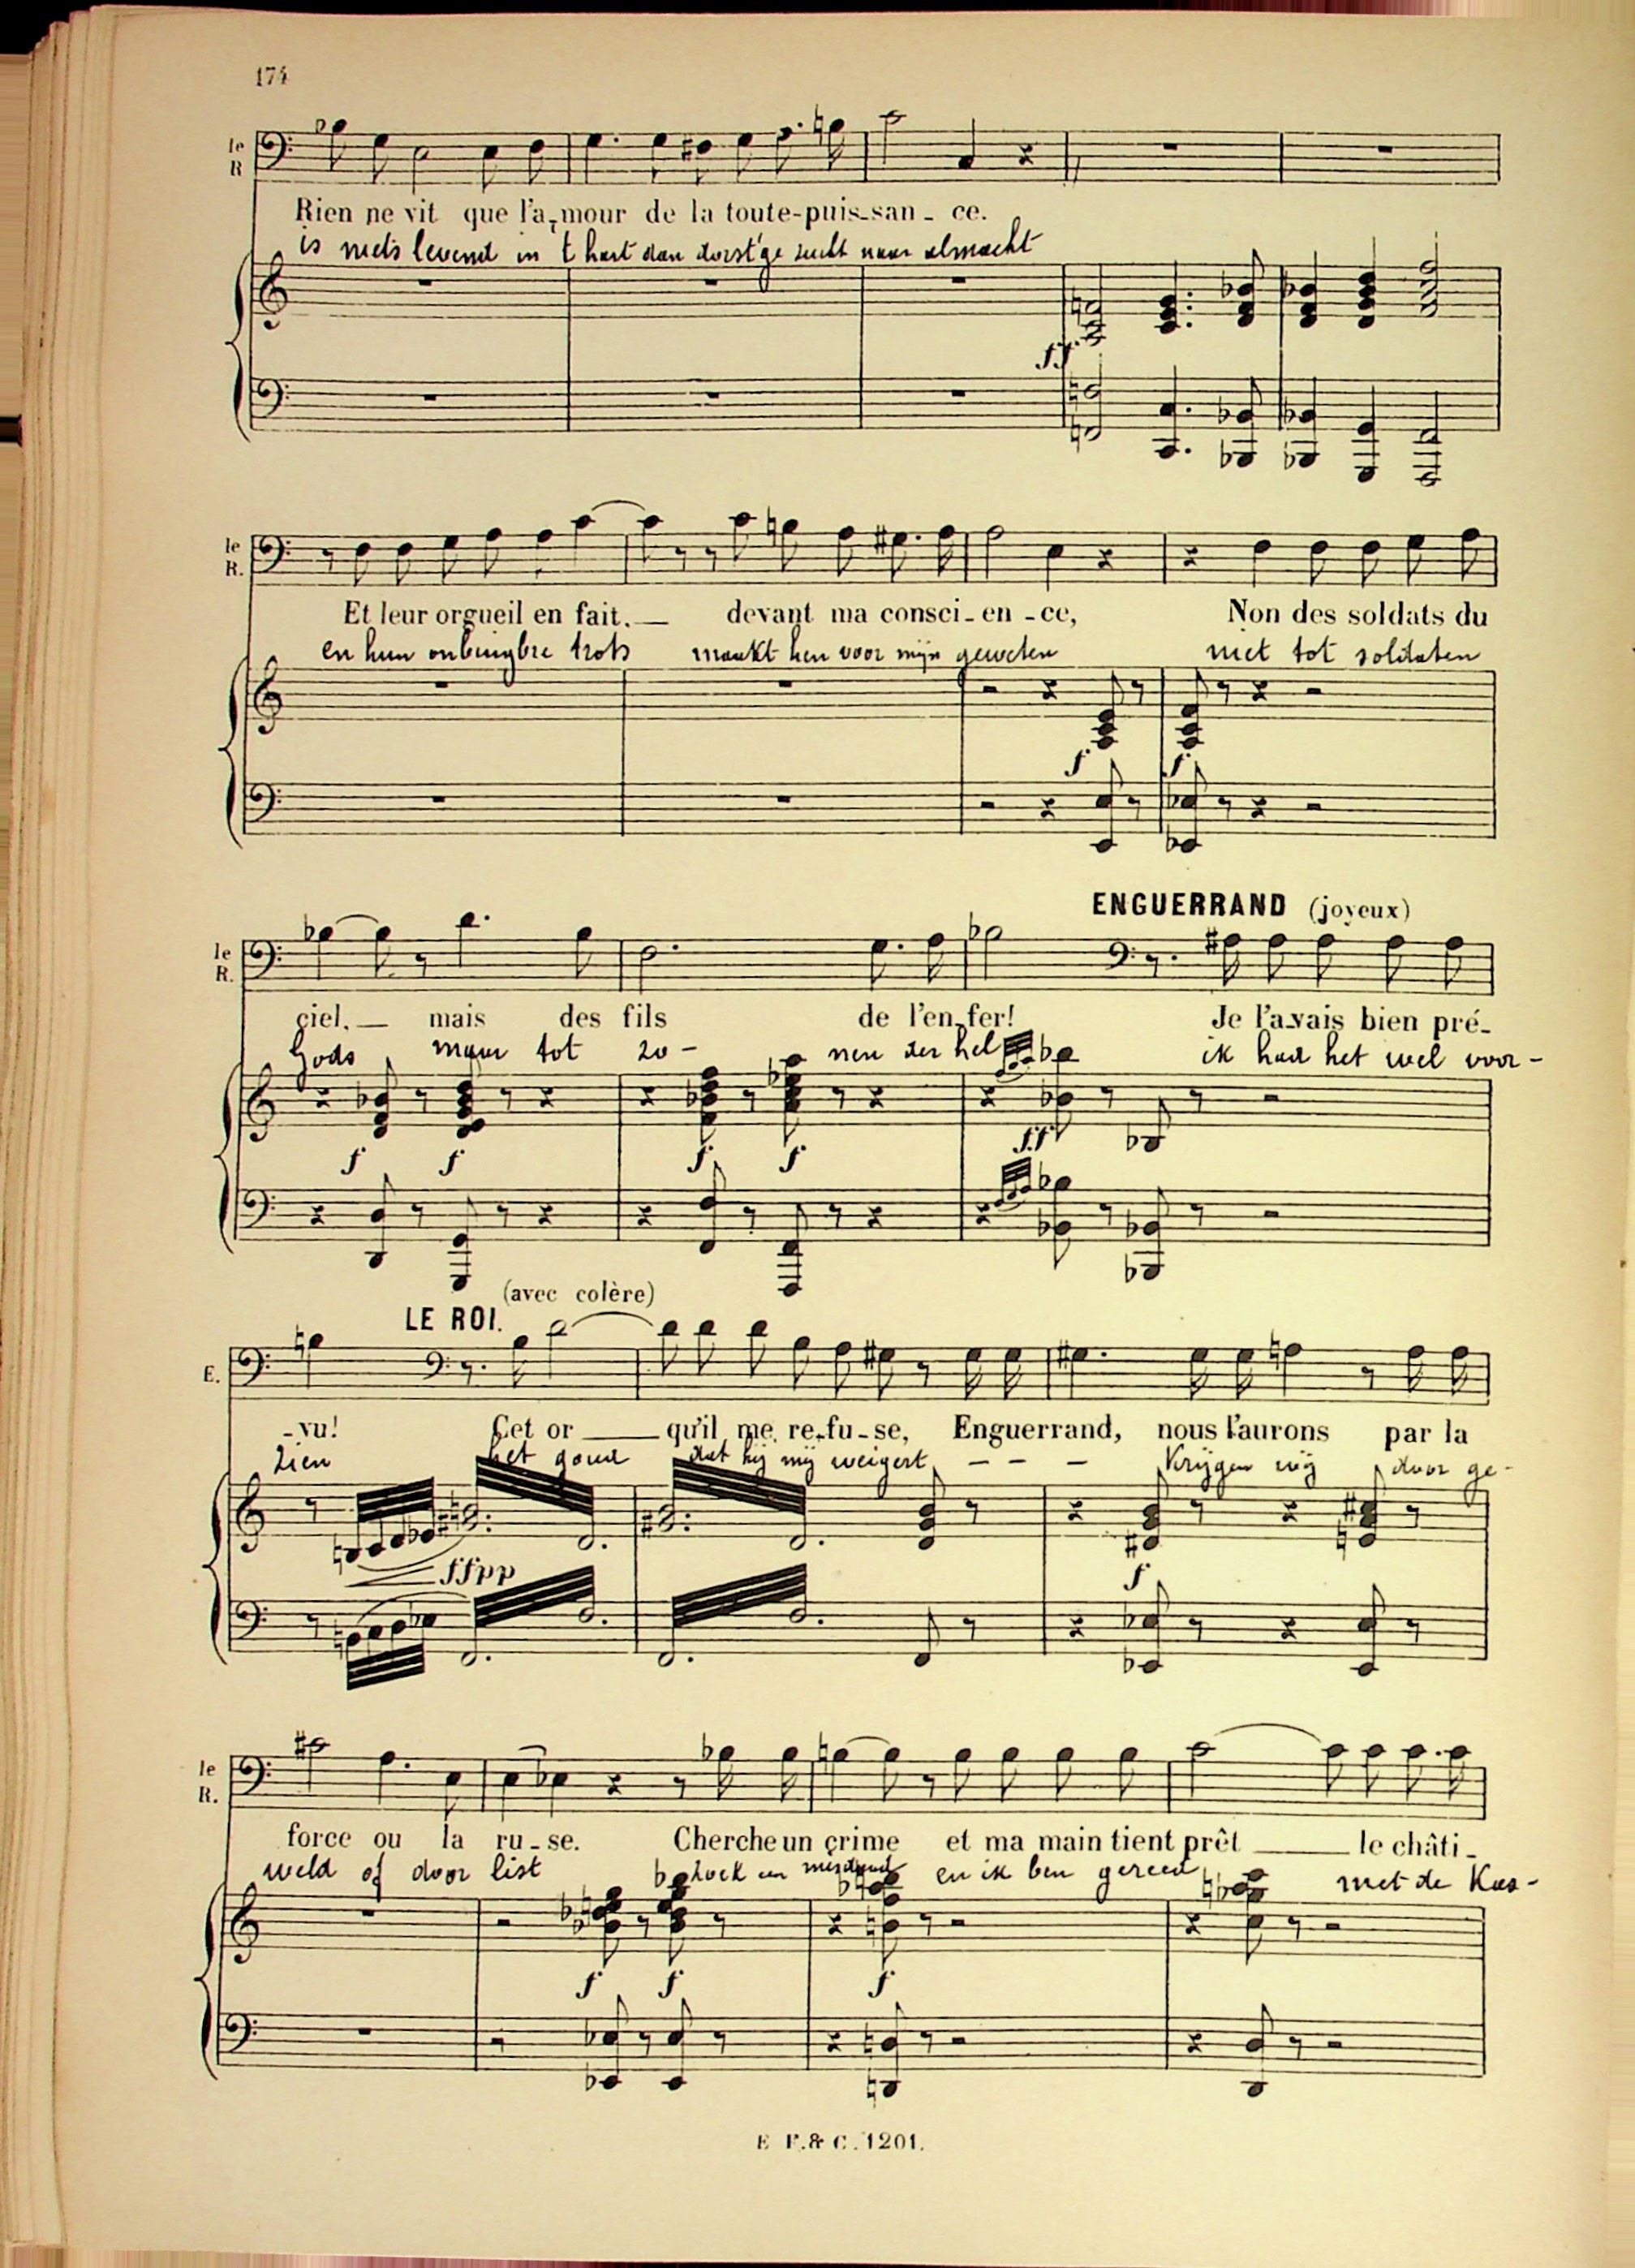 174
le
R
Rien ne vit que l'a-mour de la toute-puis-san-ce.
is niets levend in 't hart dan dorst'ge zucht naar almacht
ff
le
R.
Et leur orgueil en fait.— devant ma consci-en-ce, Non des soldats du
en hun onbuigbre trots maakt hen voor mijn geweten niet tot soldaten
f f
ENGUERRAND (joyeux)
le
R.
ciel.— mais des fils de l'en-fer! Je l'a-vais bien pré-
Gods maar tot zo- nen der hel ik had het wel voor-
f f f f ff
(avec colère)
LE ROI.
E.
-vu! Cet or — qu'il me re-fu-se, Enguerrand, nous l'aurons par la
zien het goud dat hij mij weigert - - - Krijgen wij door ge-
ffpp f
le
R.
force ou la ru-se. Cherche un crime et ma main tient prêt — le châti-
weld of door list zoek een misdaad en ik ben gereed met de Kas-
f f f
E F. & C. 1201.